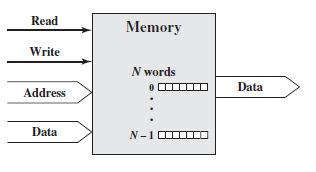 Read
Memory
Write
N words
0
Address
Data
Data
N – 1